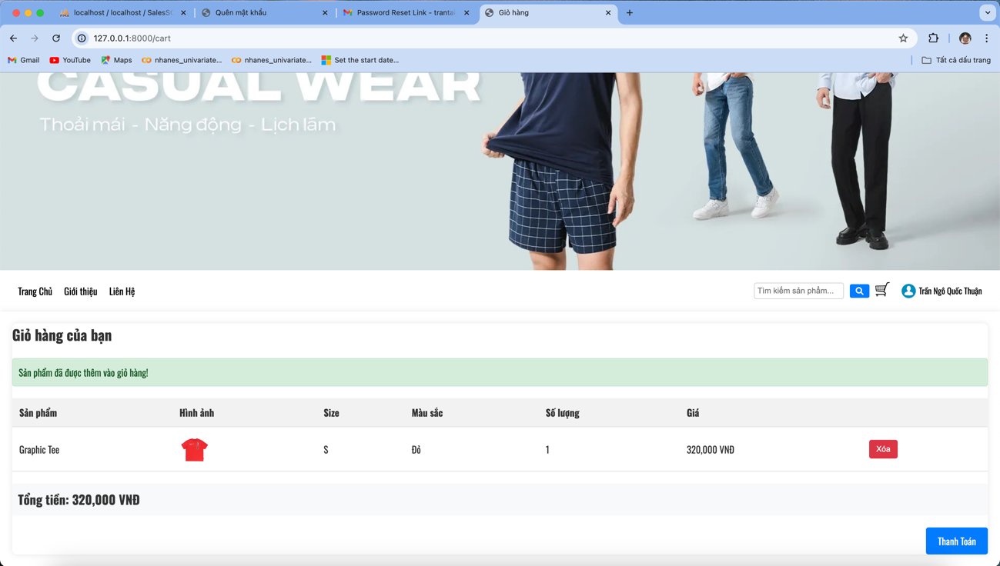 localhost / localhost / SalesSC
Quên mật khẩu
Password Reset Link - trantai
Giỏ hàng
127.0.0.1:8000/cart
Gmail
YouTube
Maps
nhanes_univariate...
nhanes_univariate...
Set the start date...
Tất cả dấu trang
CASUAL WEAR
Thoải mái - Năng động - Lịch lãm
Trang Chủ
Giới thiệu
Liên Hệ
Tìm kiếm sản phẩm...
Trần Ngô Quốc Thuận
Giỏ hàng của bạn
Sản phẩm đã được thêm vào giỏ hàng!
Sản phẩm Hình ảnh Size Màu sắc Số lượng Giá
Graphic Tee S Đỏ 1 320,000 VNĐ Xóa
Tổng tiền: 320,000 VNĐ
Thanh Toán